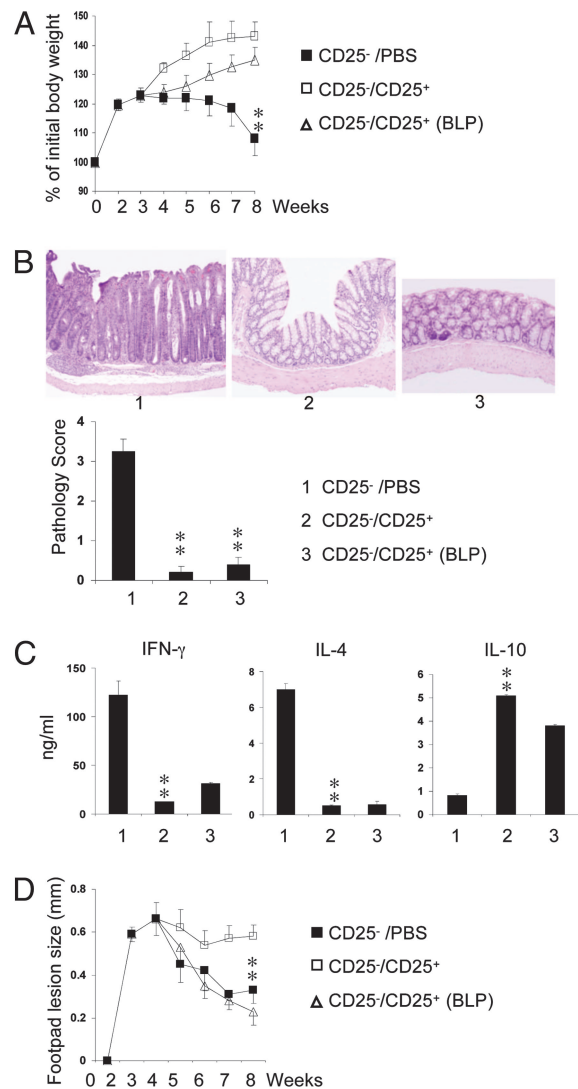 A
% of initial body weight
150
140
130
120
110
100
90
0 2 3 4 5 6 7 8 Weeks
**
■ CD25- /PBS
□ CD25-/CD25+
△ CD25-/CD25+ (BLP)
B
1 2 3
Pathology Score
4
3
2
1
0
** **
1 2 3
1 CD25- /PBS
2 CD25-/CD25+
3 CD25-/CD25+ (BLP)
C
IFN-γ IL-4 IL-10
ng/ml
150
100
50
0
**
1 2 3
8
6
4
2
0
**
1 2 3
6
5
4
3
2
1
0
**
1 2 3
D
Footpad lesion size (mm)
0.8
0.6
0.4
0.2
0
0 2 3 4 5 6 7 8 Weeks
**
■ CD25- /PBS
□ CD25-/CD25+
△ CD25-/CD25+ (BLP)